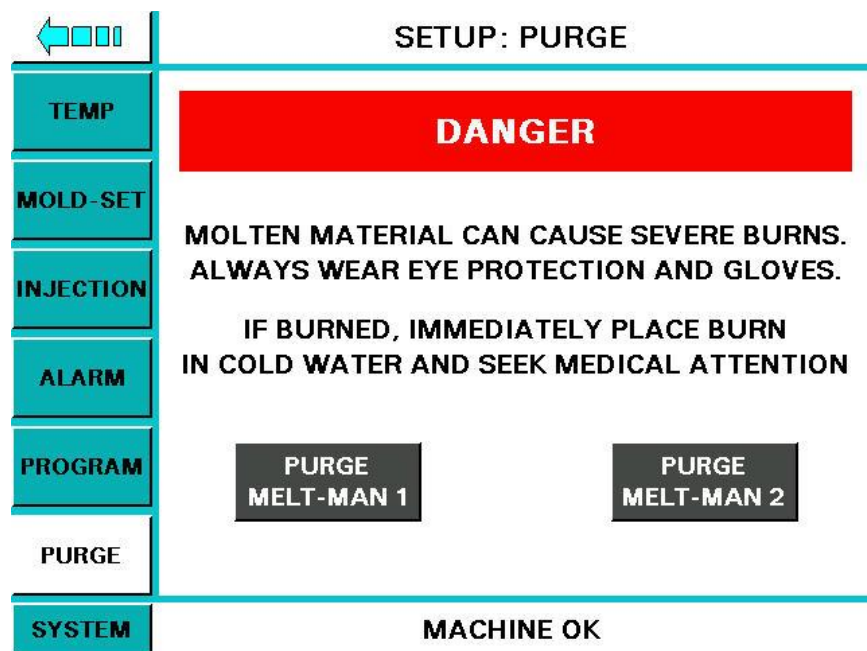 SETUP: PURGE
TEMP
MOLD-SET
INJECTION
ALARM
PROGRAM
PURGE
SYSTEM
DANGER
MOLTEN MATERIAL CAN CAUSE SEVERE BURNS.
ALWAYS WEAR EYE PROTECTION AND GLOVES.
IF BURNED, IMMEDIATELY PLACE BURN
IN COLD WATER AND SEEK MEDICAL ATTENTION
PURGE
MELT-MAN 1
PURGE
MELT-MAN 2
MACHINE OK